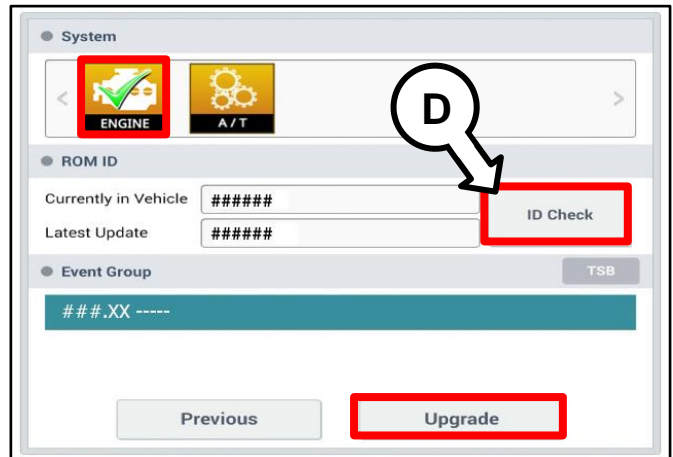 System
ENGINE
A/T
D
ROM ID
Currently in Vehicle ######
ID Check
Latest Update ######
Event Group TSB
###.XX -----
Previous Upgrade